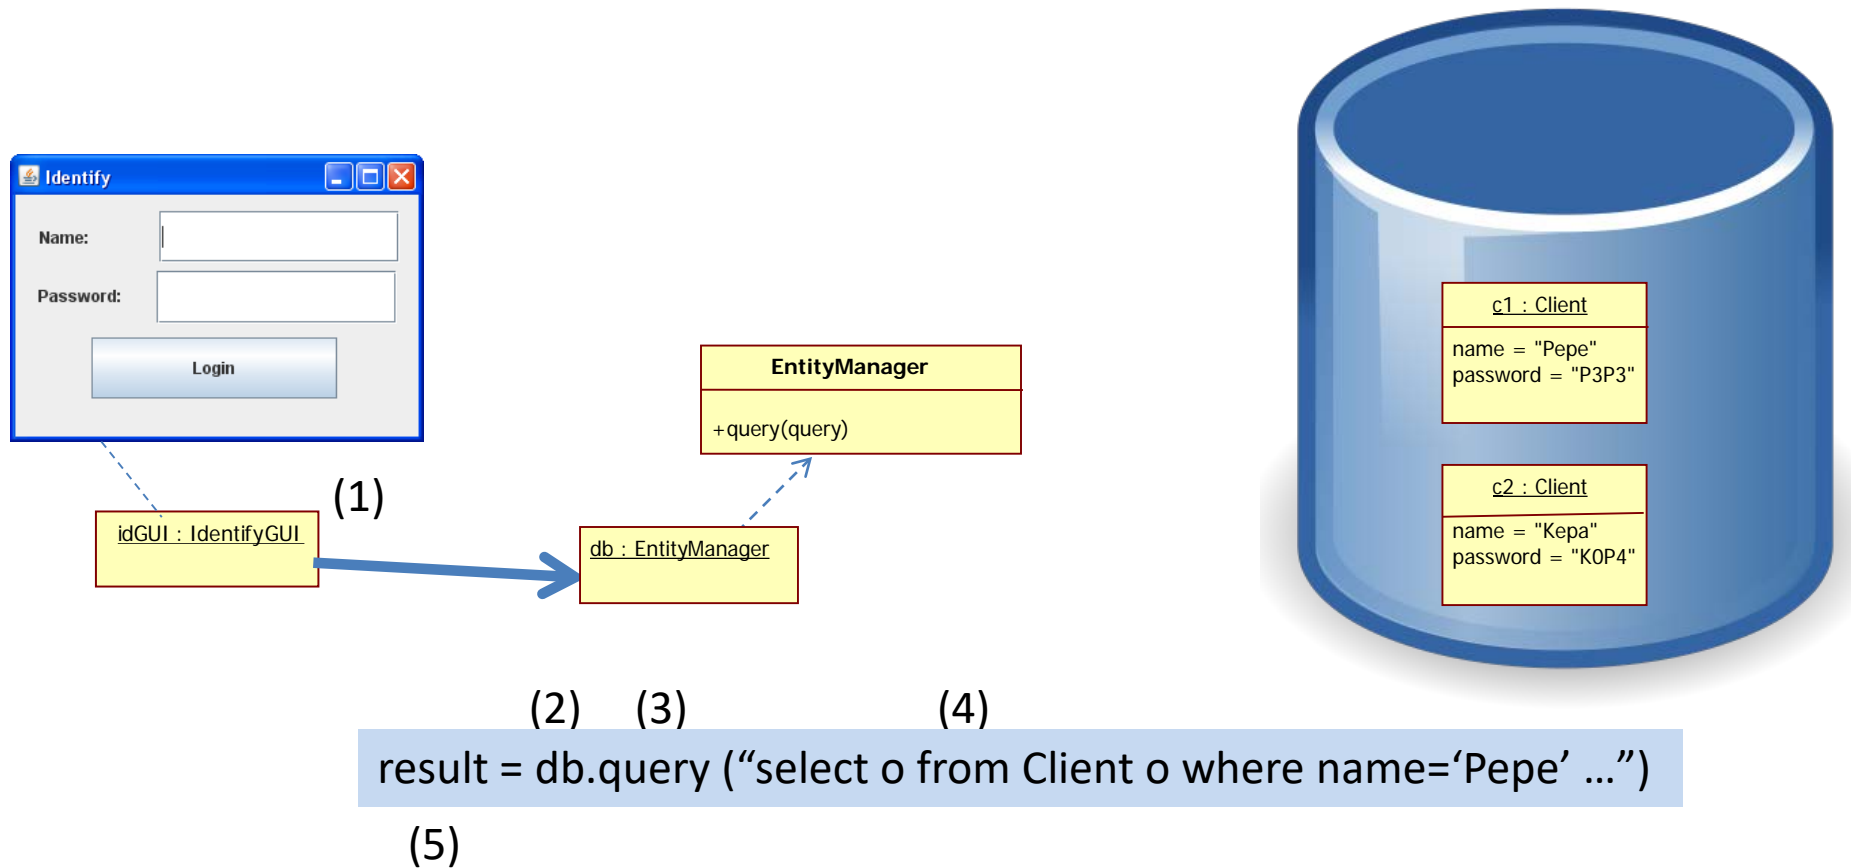 Identify
Name:
Password:
Login
(1)
idGUI : IdentifyGUI
EntityManager
+query(query)
db : EntityManager
c1 : Client
name = "Pepe"
password = "P3P3"
c2 : Client
name = "Kepa"
password = "K0P4"
(2) (3) (4)
result = db.query (“select o from Client o where name=‘Pepe’ …”)
(5)